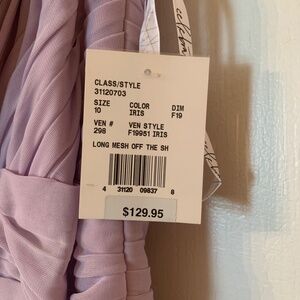 CLASS/STYLE
31120703
SIZE COLOR DIM
10 IRIS F19
VEN # VEN STYLE
298 F19951 IRIS
LONG MESH OFF THE SH
4 31120 09837 8
$129.95